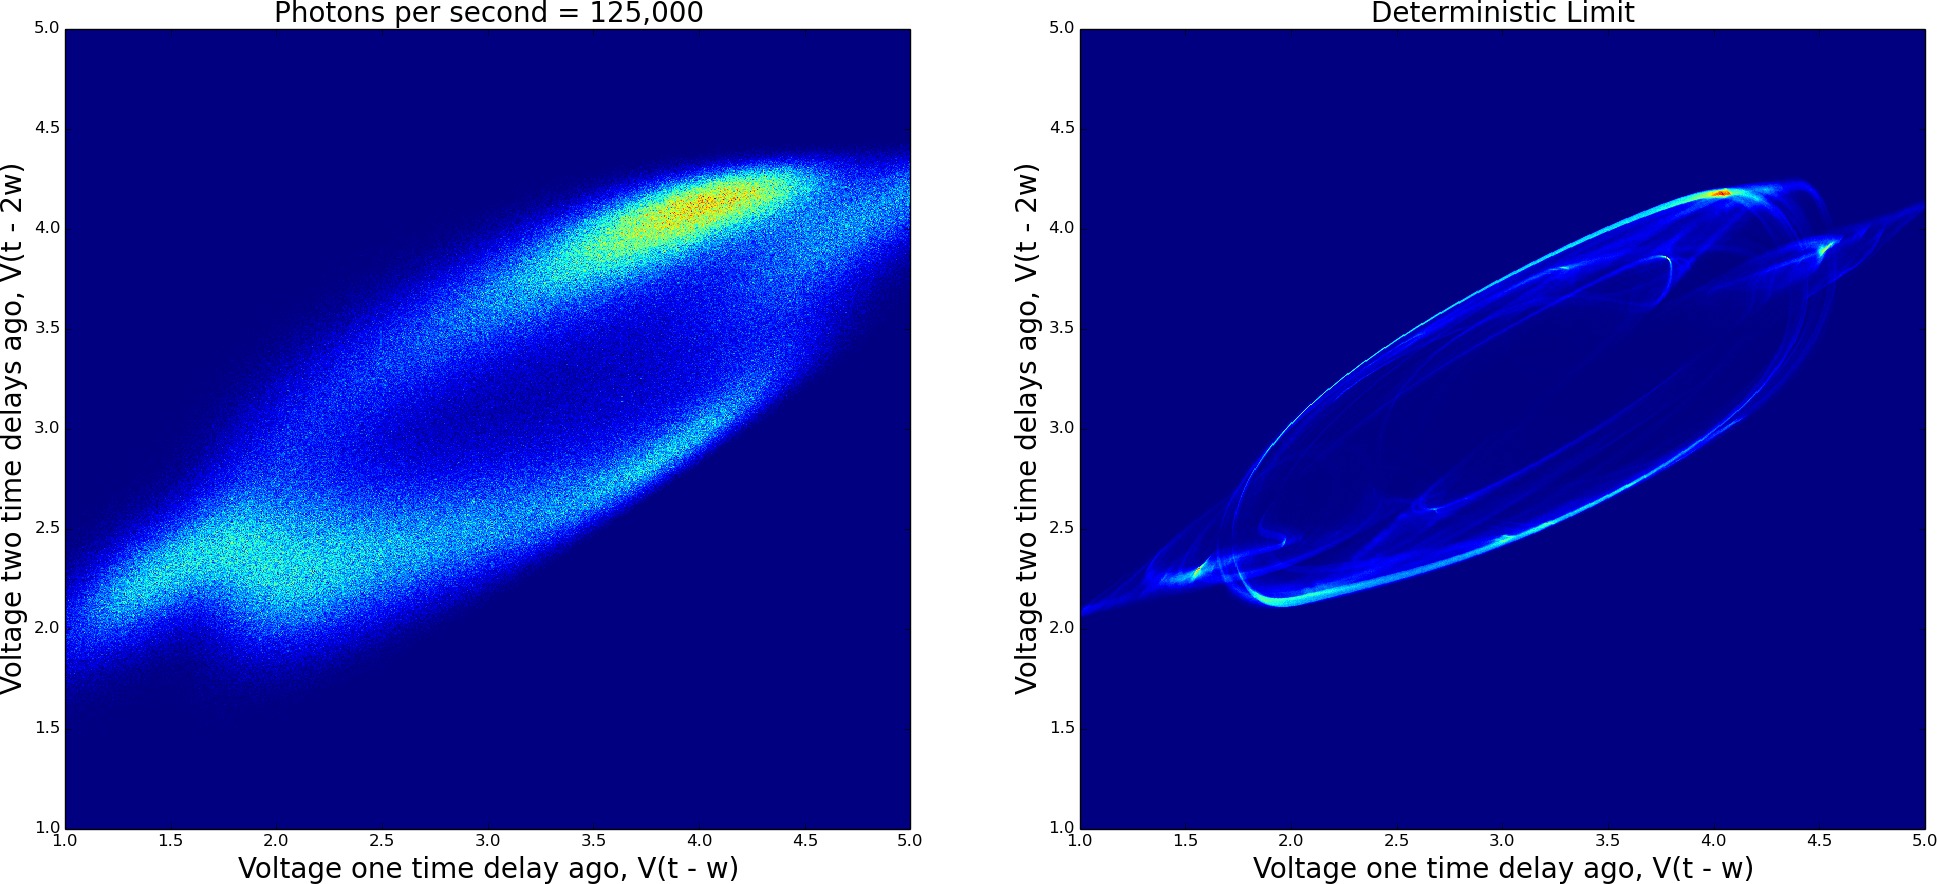 Photons per second = 125,000
5.0
4.5
4.0
3.5
3.0
2.5
2.0
1.5
1.0
Voltage two time delays ago, V(t - 2w)
1.0 1.5 2.0 2.5 3.0 3.5 4.0 4.5 5.0
Voltage one time delay ago, V(t - w)
Deterministic Limit
5.0
4.5
4.0
3.5
3.0
2.5
2.0
1.5
1.0
Voltage two time delays ago, V(t - 2w)
1.0 1.5 2.0 2.5 3.0 3.5 4.0 4.5 5.0
Voltage one time delay ago, V(t - w)